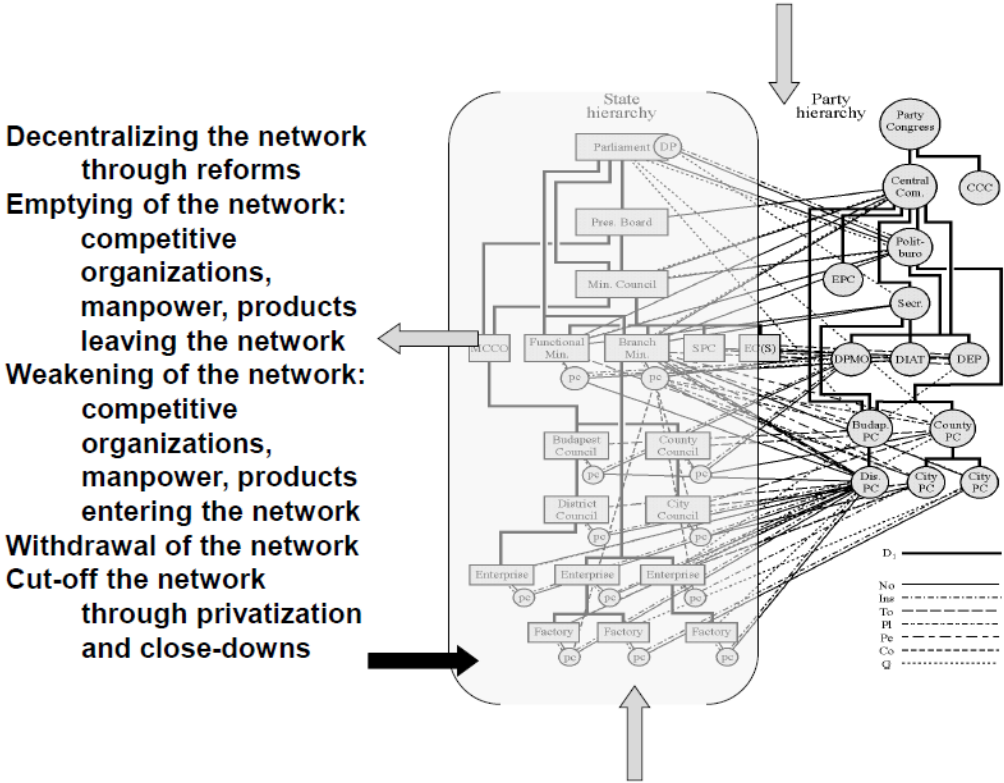 Decentralizing the network
through reforms
Emptying of the network:
competitive
organizations,
manpower, products
leaving the network
Weakening of the network:
competitive
organizations,
manpower, products
entering the network
Withdrawal of the network
Cut-off the network
through privatization
and close-downs
State
hierarchy
Party
hierarchy
Parliament
DP
Pres. Board
Min. Council
MCCO
Functional
Min.
Branch
Min.
SPC
EC(S)
pc
pc
Budapest
Council
County
Council
pc
pc
District
Council
City
Council
pc
pc
Enterprise
Enterprise
Enterprise
pc
pc
pc
Factory
Factory
Factory
pc
pc
pc
Party
Congress
Central
Com.
CCC
Polit-
buro
EPC
Secr.
DPMO
DIAT
DEP
Budap.
PC
County
PC
Dis.
PC
City
PC
City
PC
D₂
No
Ins
To
Pl
Pe
Co
Q